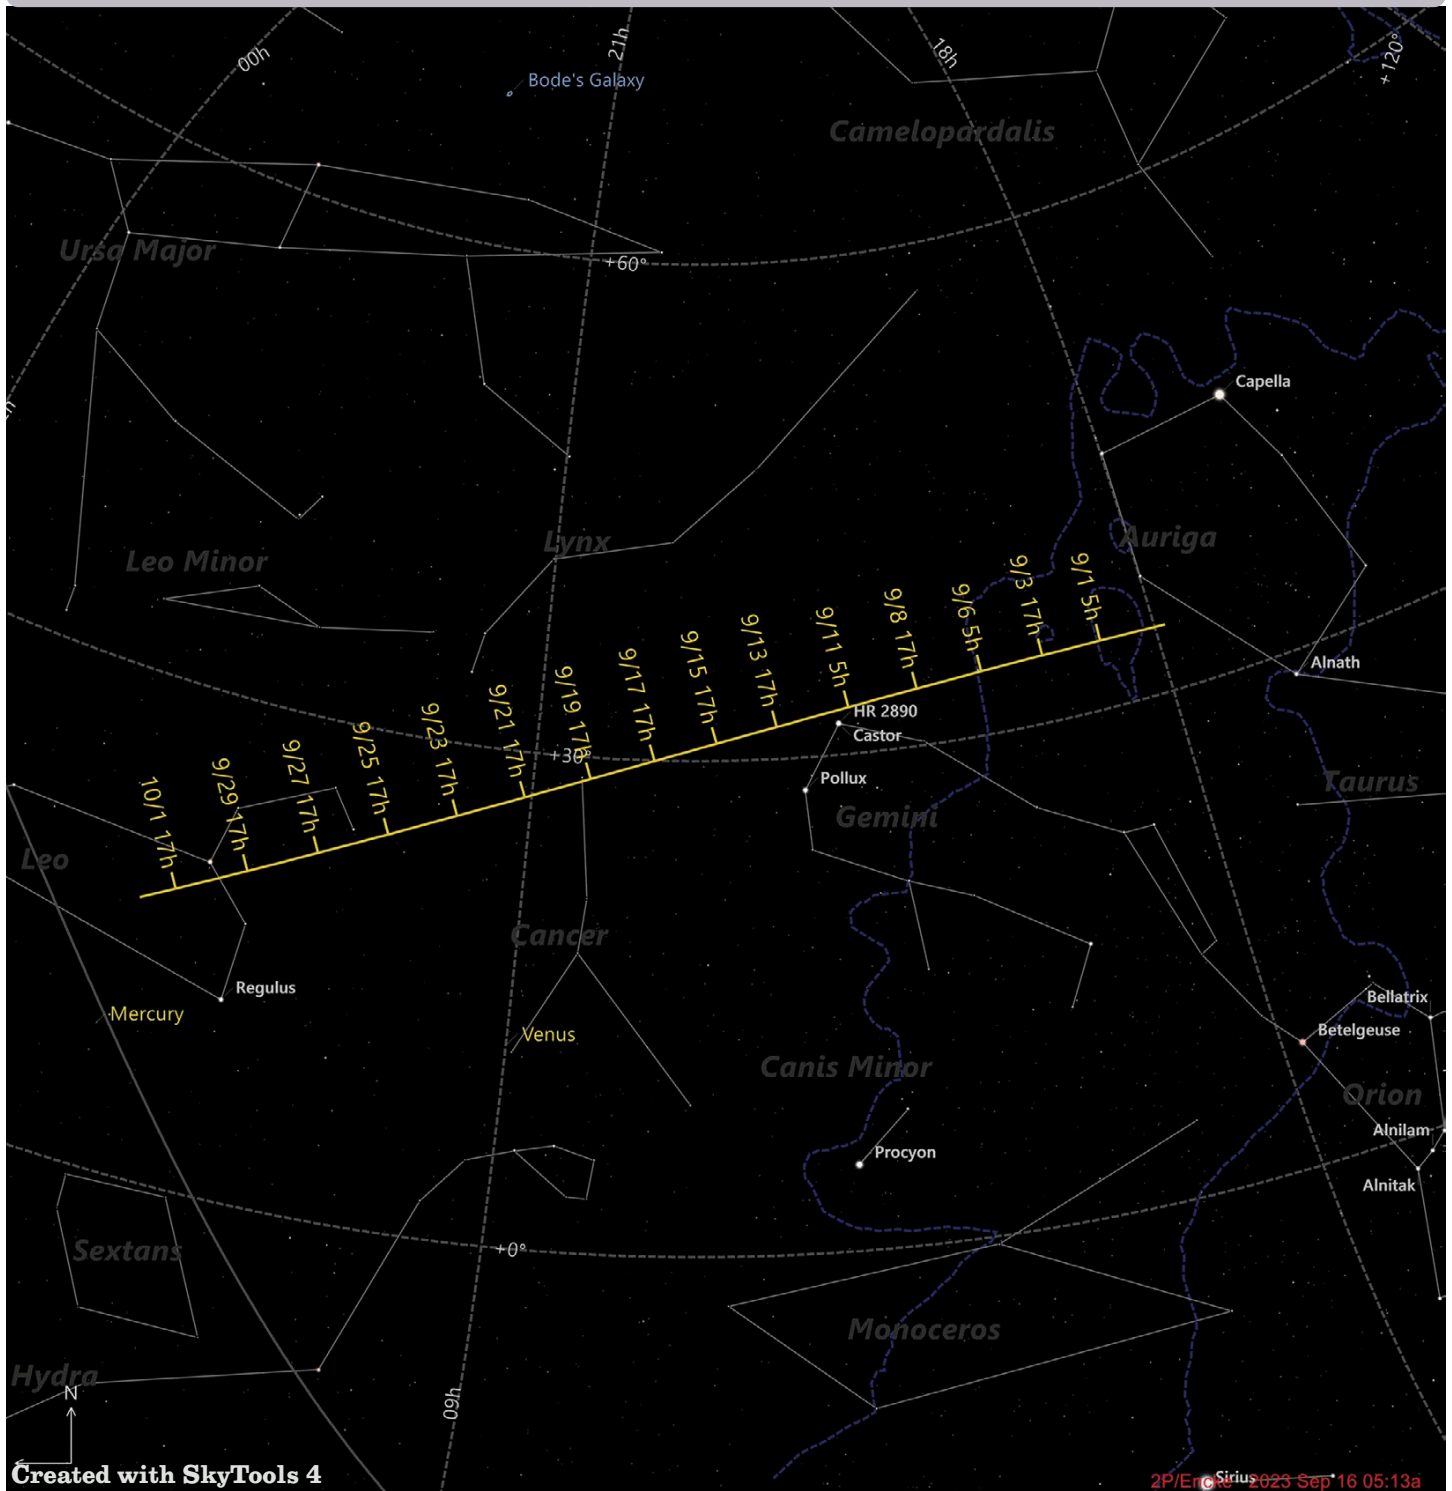 00h
21h
18h
+120°
Bode's Galaxy
Camelopardalis
Ursa Major
+60°
Capella
Lynx
Auriga
Leo Minor
9/1 5h
9/3 17h
9/6 5h
9/8 17h
9/11 5h
9/13 17h
9/15 17h
9/17 17h
9/19 17h
9/21 17h
9/23 17h
9/25 17h
9/27 17h
9/29 17h
10/1 17h
Alnath
HR 2890
Castor
+30°
Pollux
Taurus
Gemini
Leo
Cancer
Regulus
Mercury
Venus
Bellatrix
Betelgeuse
Canis Minor
Orion
Alnilam
Procyon
Alnitak
Sextans
+0°
Monoceros
Hydra
N
09h
Created with SkyTools 4
Sirius
2P/Encke 2023 Sep 16 05:13a